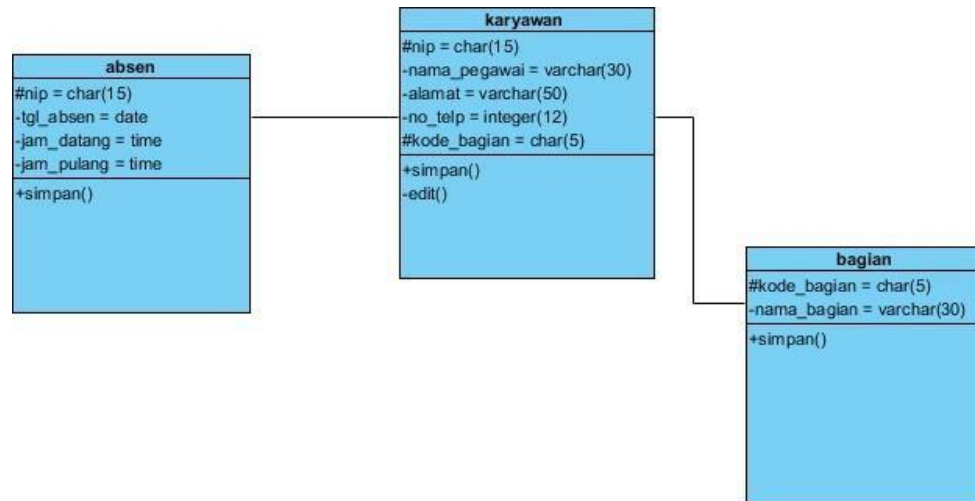 absen
#nip = char(15)
-tgl_absen = date
-jam_datang = time
-jam_pulang = time
+simpan()
karyawan
#nip = char(15)
-nama_pegawai = varchar(30)
-alamat = varchar(50)
-no_telp = integer(12)
#kode_bagian = char(5)
+simpan()
-edit()
bagian
#kode_bagian = char(5)
-nama_bagian = varchar(30)
+simpan()